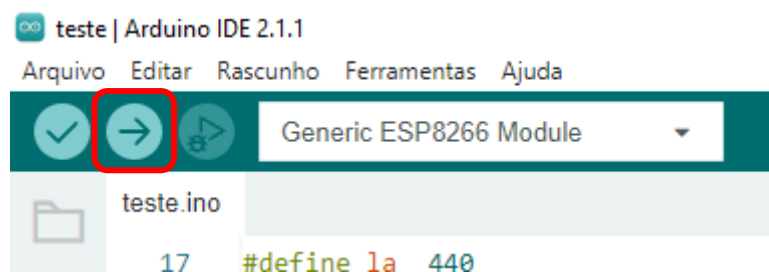 teste | Arduino IDE 2.1.1
Arquivo Editar Rascunho Ferramentas Ajuda
Generic ESP8266 Module
teste.ino
17 #define la 440